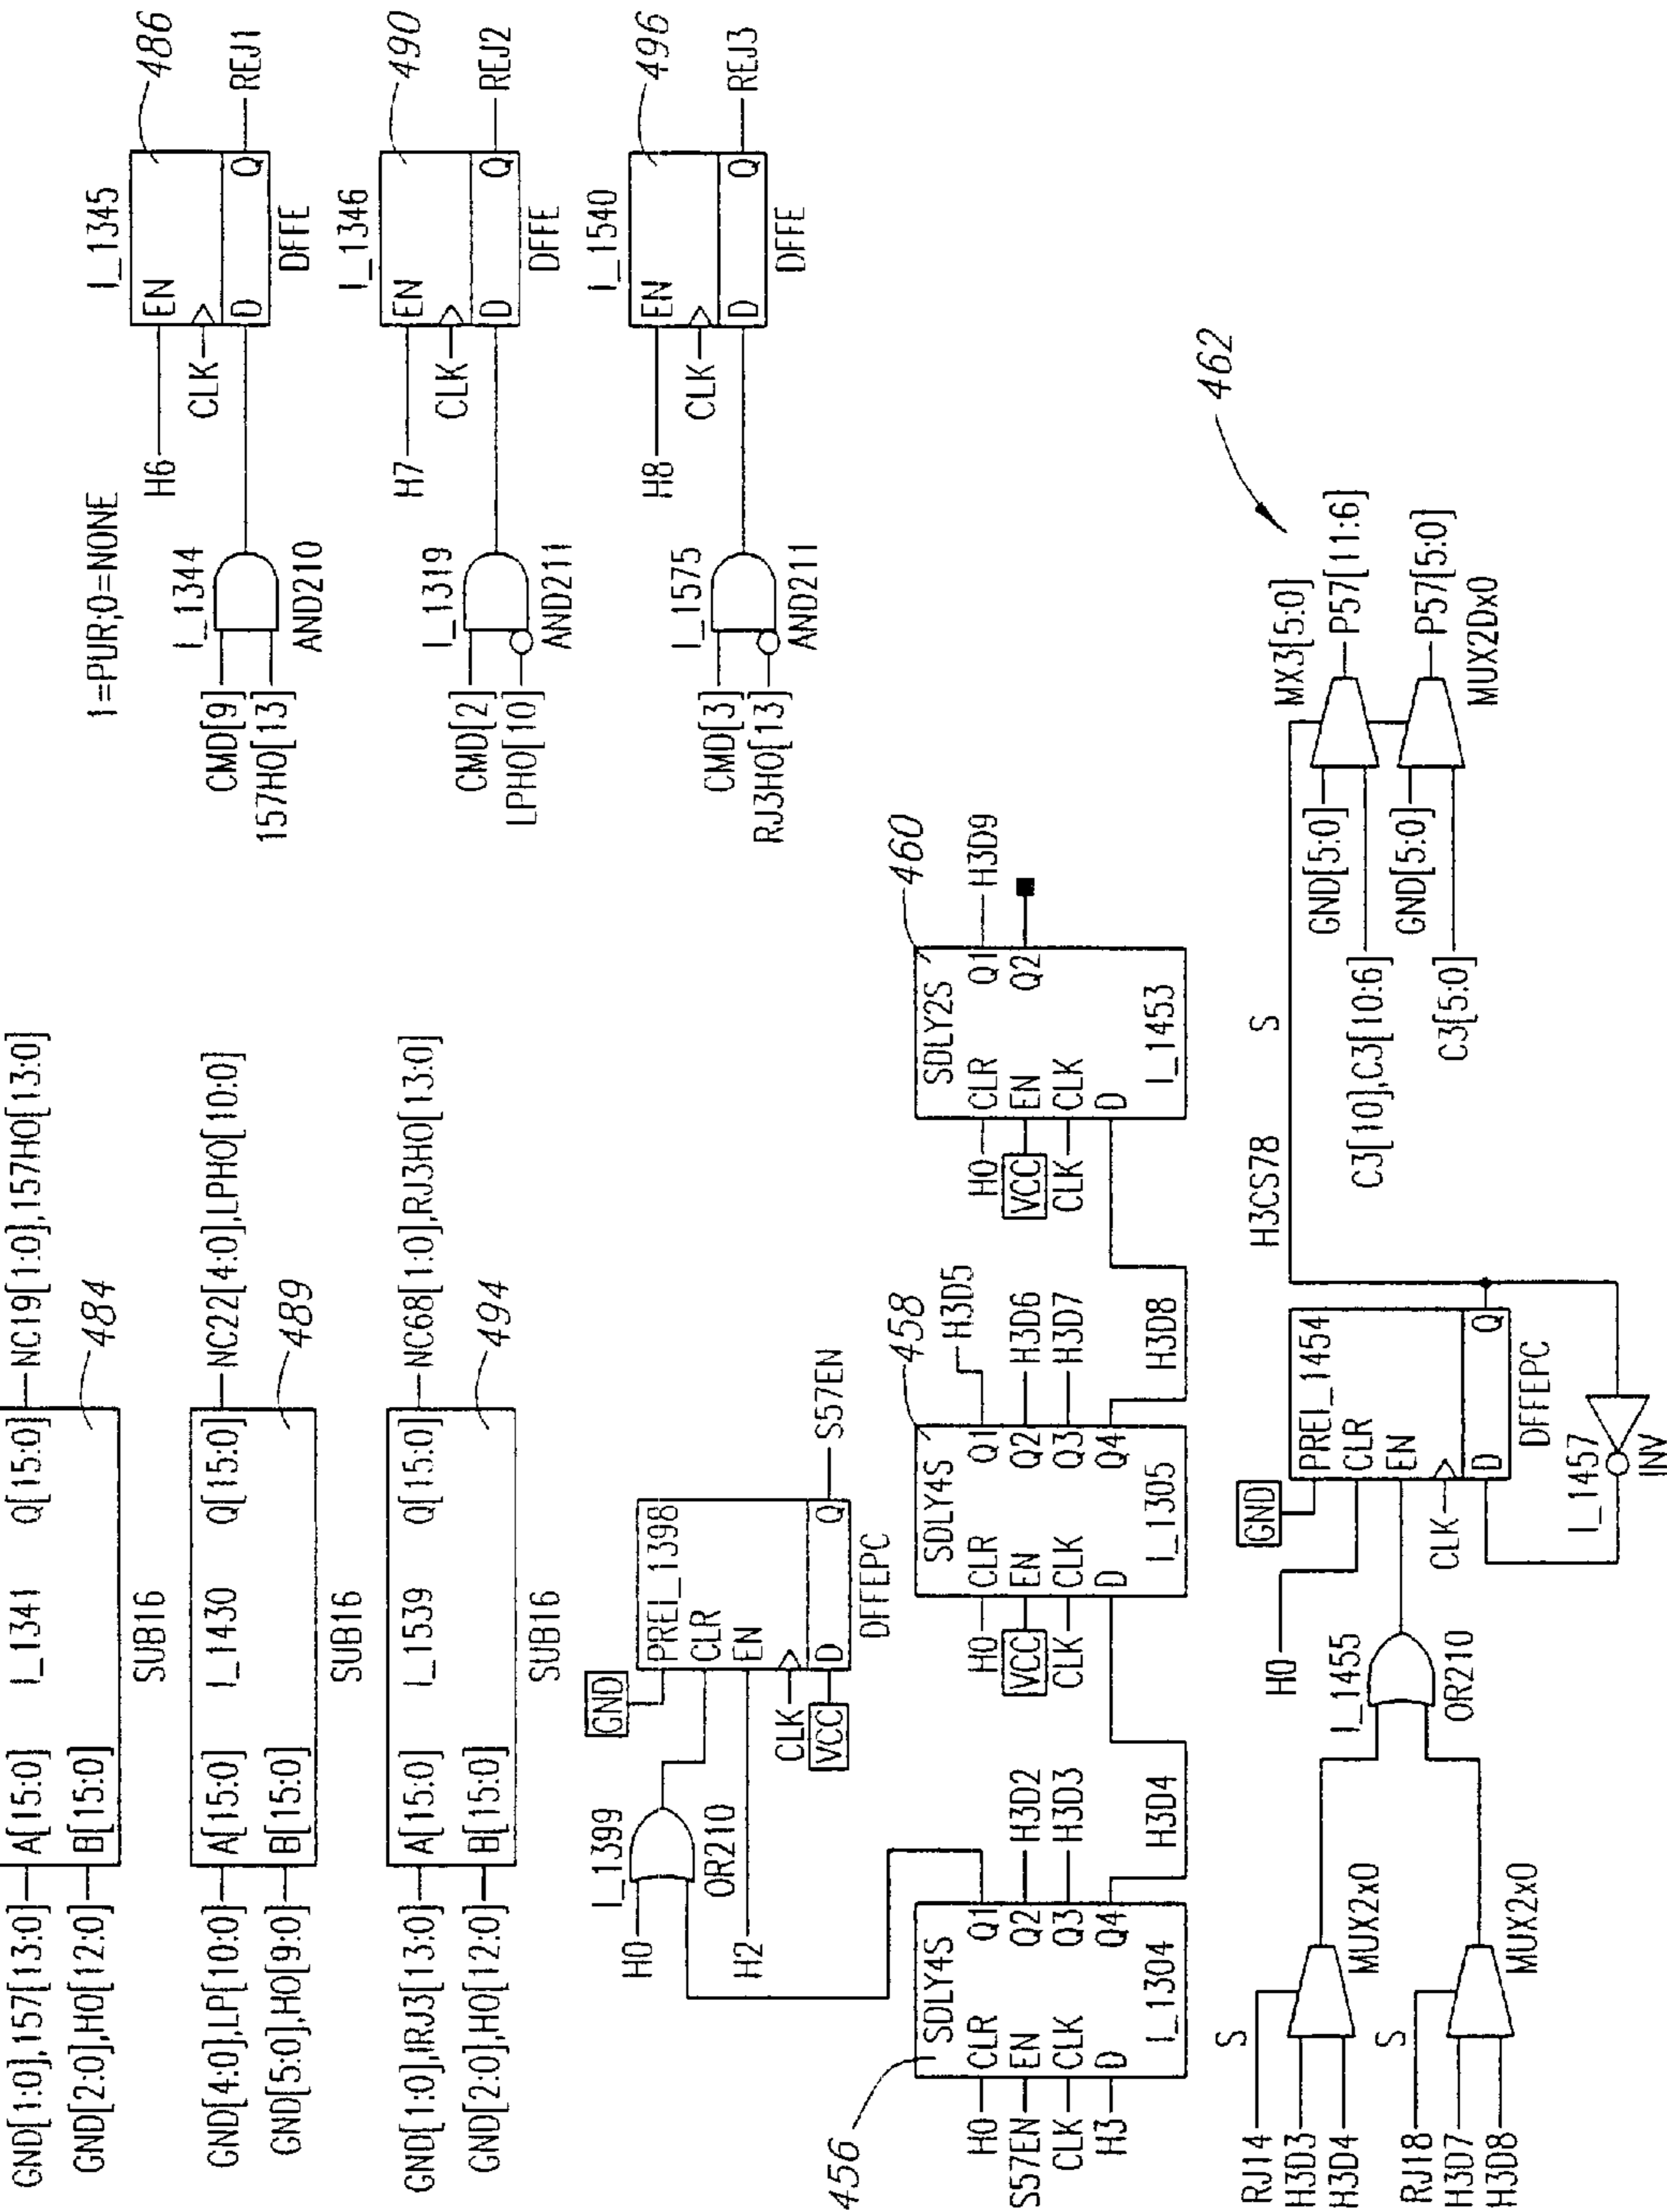 GND[1:0],157[13:0]
A[15:0]
I_1341
Q[15:0]
NC19[1:0],157HO[13:0]
GND[2:0],HO[12:0]
B[15:0]
484
SUB16
GND[4:0],LP[10:0]
A[15:0]
I_1430
Q[15:0]
NC22[4:0],LPHO[10:0]
GND[5:0],HO[9:0]
B[15:0]
489
SUB16
GND[1:0],IRJ3[13:0]
A[15:0]
I_1539
Q[15:0]
NC68[1:0],RJ3HO[13:0]
GND[2:0],HO[12:0]
B[15:0]
494
SUB16
1=PUR;0=NONE
I_1345
486
H6
EN
CLK
CMD[9]
157HO[13]
I_1344
AND210
D
Q
REJ1
DFFE
I_1346
490
H7
EN
CLK
CMD[2]
LPHO[10]
I_1319
AND211
D
Q
REJ2
DFFE
I_1540
496
H8
EN
CLK
CMD[3]
RJ3HO[13]
I_1575
AND211
D
Q
REJ3
DFFE
GND
PREI_1398
CLR
EN
CLK
VCC
D
Q
S57EN
DFFEPC
H0
I_1399
OR210
H2
456
SDLY4S
H0
CLR
Q1
S57EN
EN
Q2
H3D2
CLK
CLK
Q3
H3D3
H3
D
Q4
H3D4
I_1304
458
SDLY4S
H0
CLR
Q1
H3D5
VCC
EN
Q2
H3D6
CLK
CLK
Q3
H3D7
D
Q4
H3D8
I_1305
460
SDLY2S
H0
CLR
Q1
H3D9
VCC
EN
Q2
CLK
CLK
D
I_1453
RJ14
S
H3D3
H3D4
MUX2x0
RJ18
S
H3D7
H3D8
MUX2x0
I_1455
OR210
H0
GND
PREI_1454
CLR
EN
CLK
D
Q
DFFEPC
I_1457
INV
H3CS78
S
462
MX3[5:0]
GND[5:0]
P57[11:6]
C3[10],C3[10:6]
GND[5:0]
P57[5:0]
C3[5:0]
MUX2Dx0